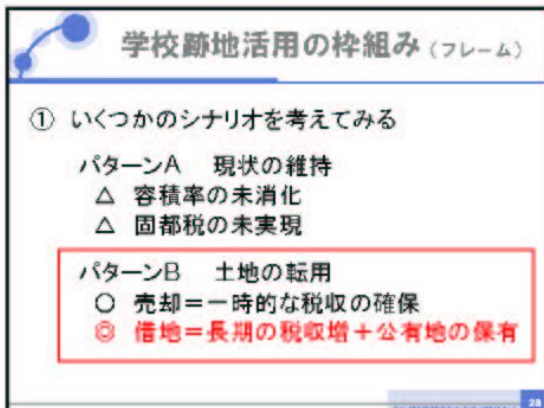 学校跡地活用の枠組み（フレーム）
① いくつかのシナリオを考えてみる
パターンA 現状の維持
△ 容積率の未消化
△ 固都税の未実現
パターンB 土地の転用
○ 売却＝一時的な税収の確保
◎ 借地＝長期の税収増＋公有地の保有
28